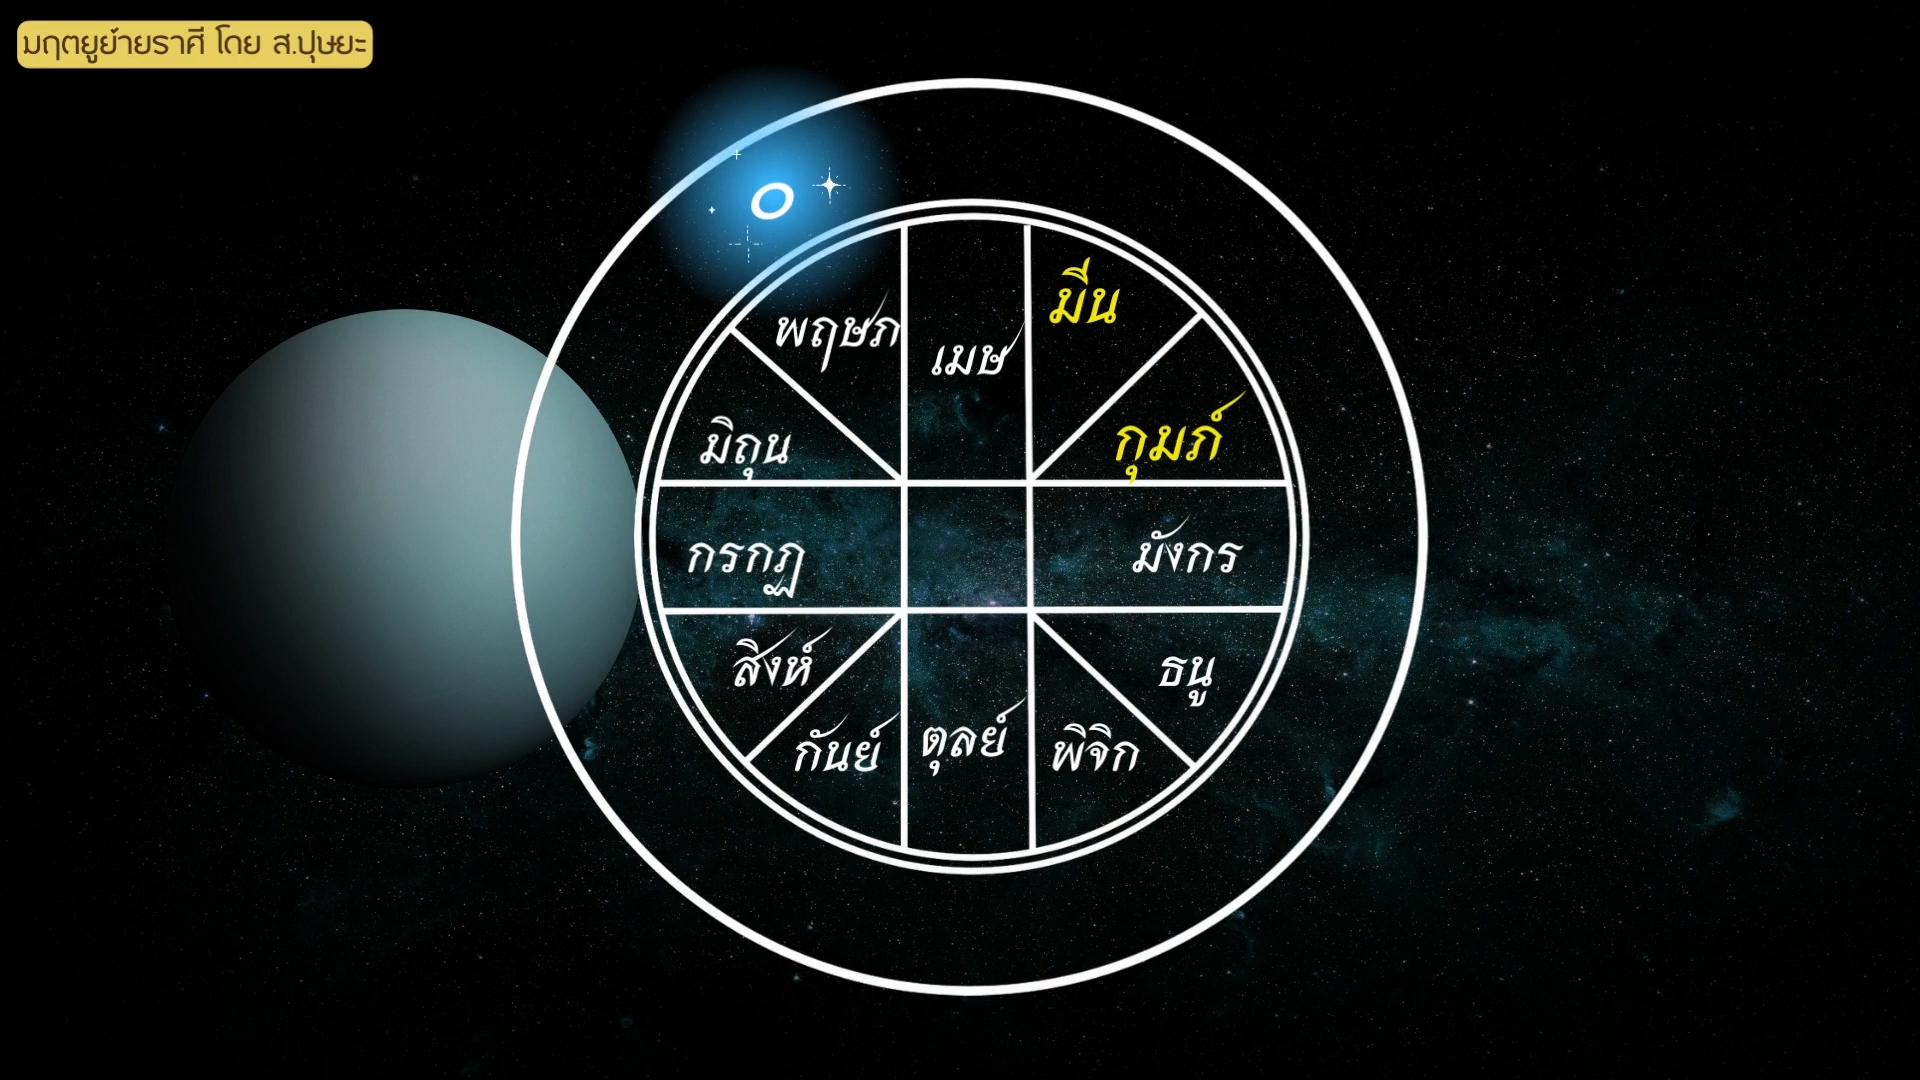 มฤตยูย้ายราศี โดย ส.ปุษยะ
๐
มีน
พฤษภ
เมษ
กุมภ์
มิถุน
กรกฏ
มังกร
สิงห์
ธนู
กันย์
ตุลย์
พิจิก